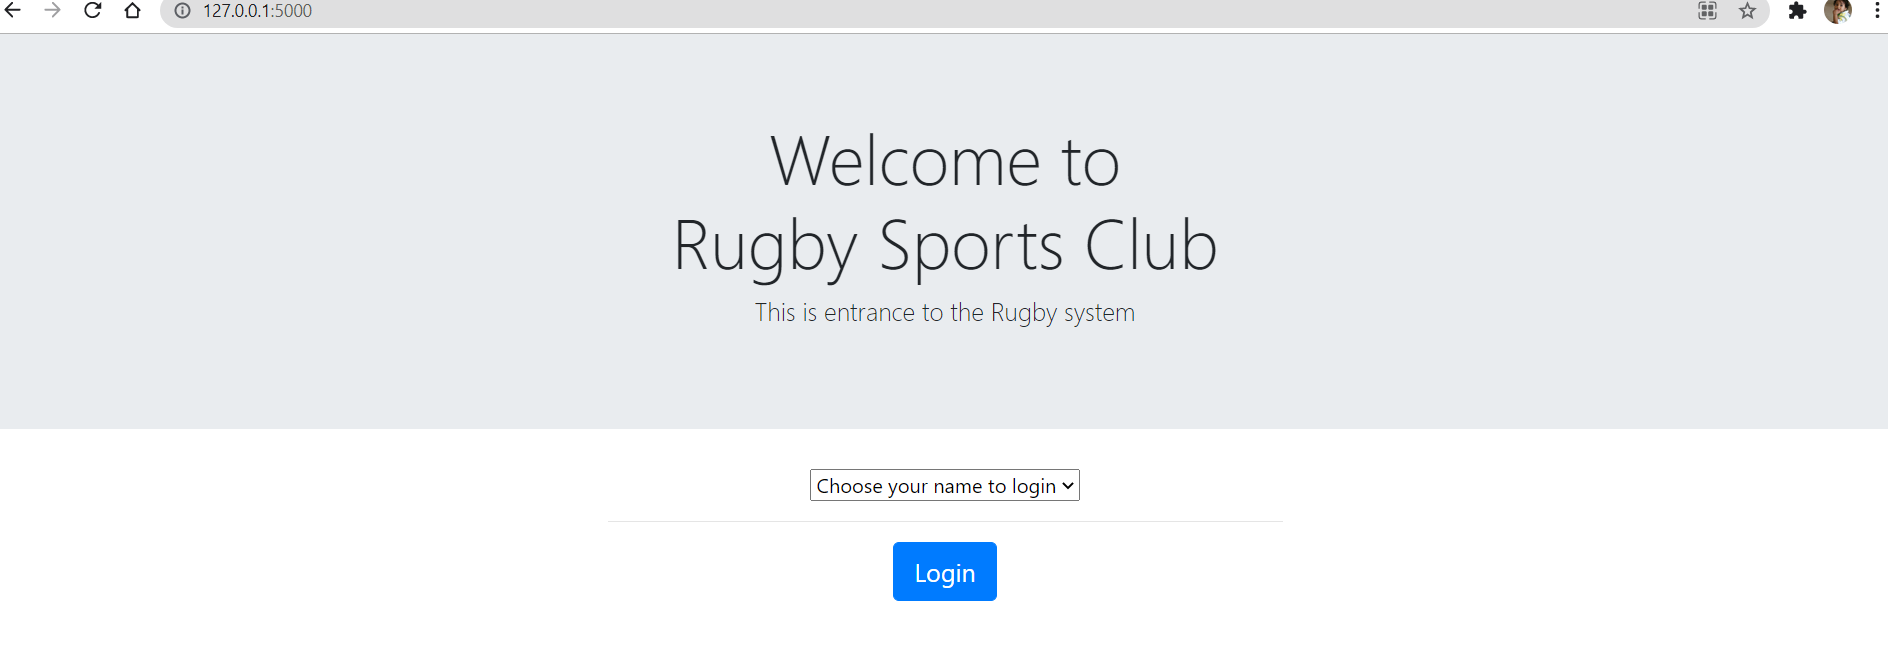 127.0.0.1:5000
Welcome to
Rugby Sports Club
This is entrance to the Rugby system
Choose your name to login
Login